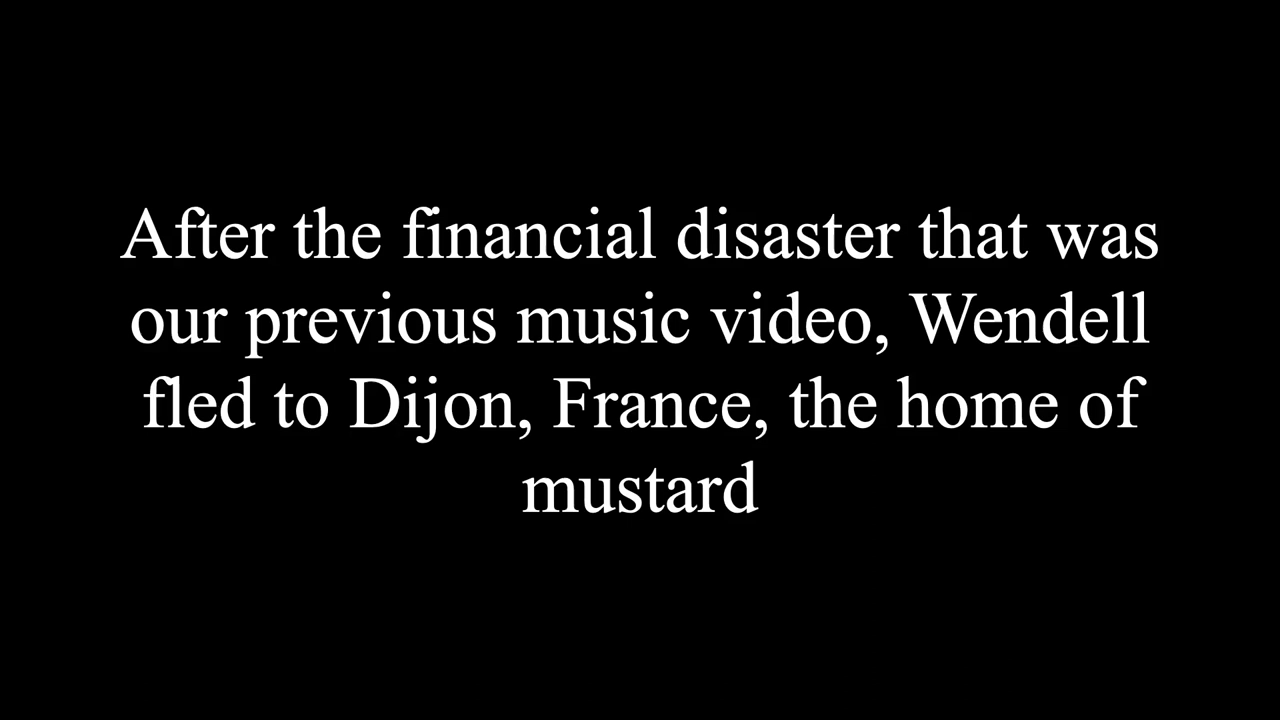 After the financial disaster that was
our previous music video, Wendell
fled to Dijon, France, the home of
mustard